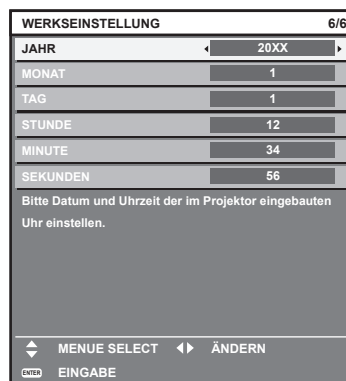 WERKSEINSTELLUNG 6/6
JAHR 20XX
MONAT 1
TAG 1
STUNDE 12
MINUTE 34
SEKUNDEN 56
Bitte Datum und Uhrzeit der im Projektor eingebauten
Uhr einstellen.
MENUE SELECT ÄNDERN
ENTER EINGABE